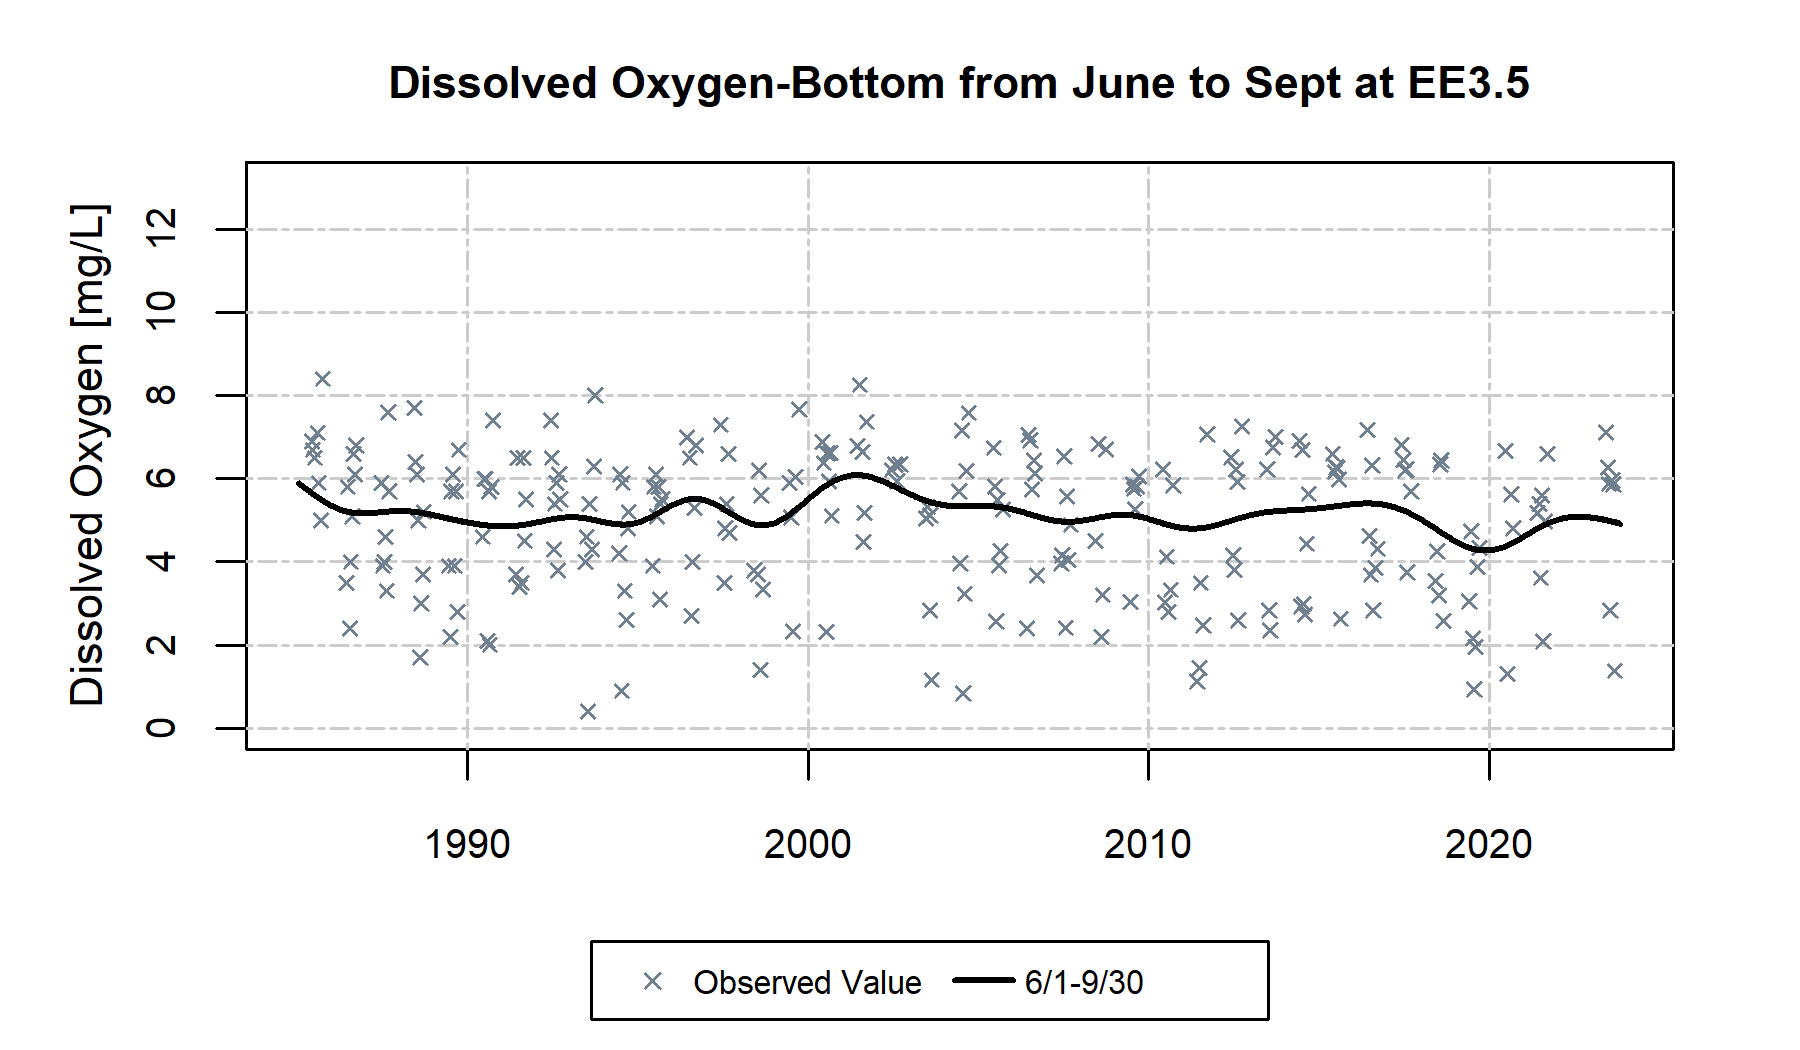 Dissolved Oxygen-Bottom from June to Sept at EE3.5
Dissolved Oxygen [mg/L]
12
10
8
6
4
2
0
1990 2000 2010 2020
Observed Value 6/1-9/30